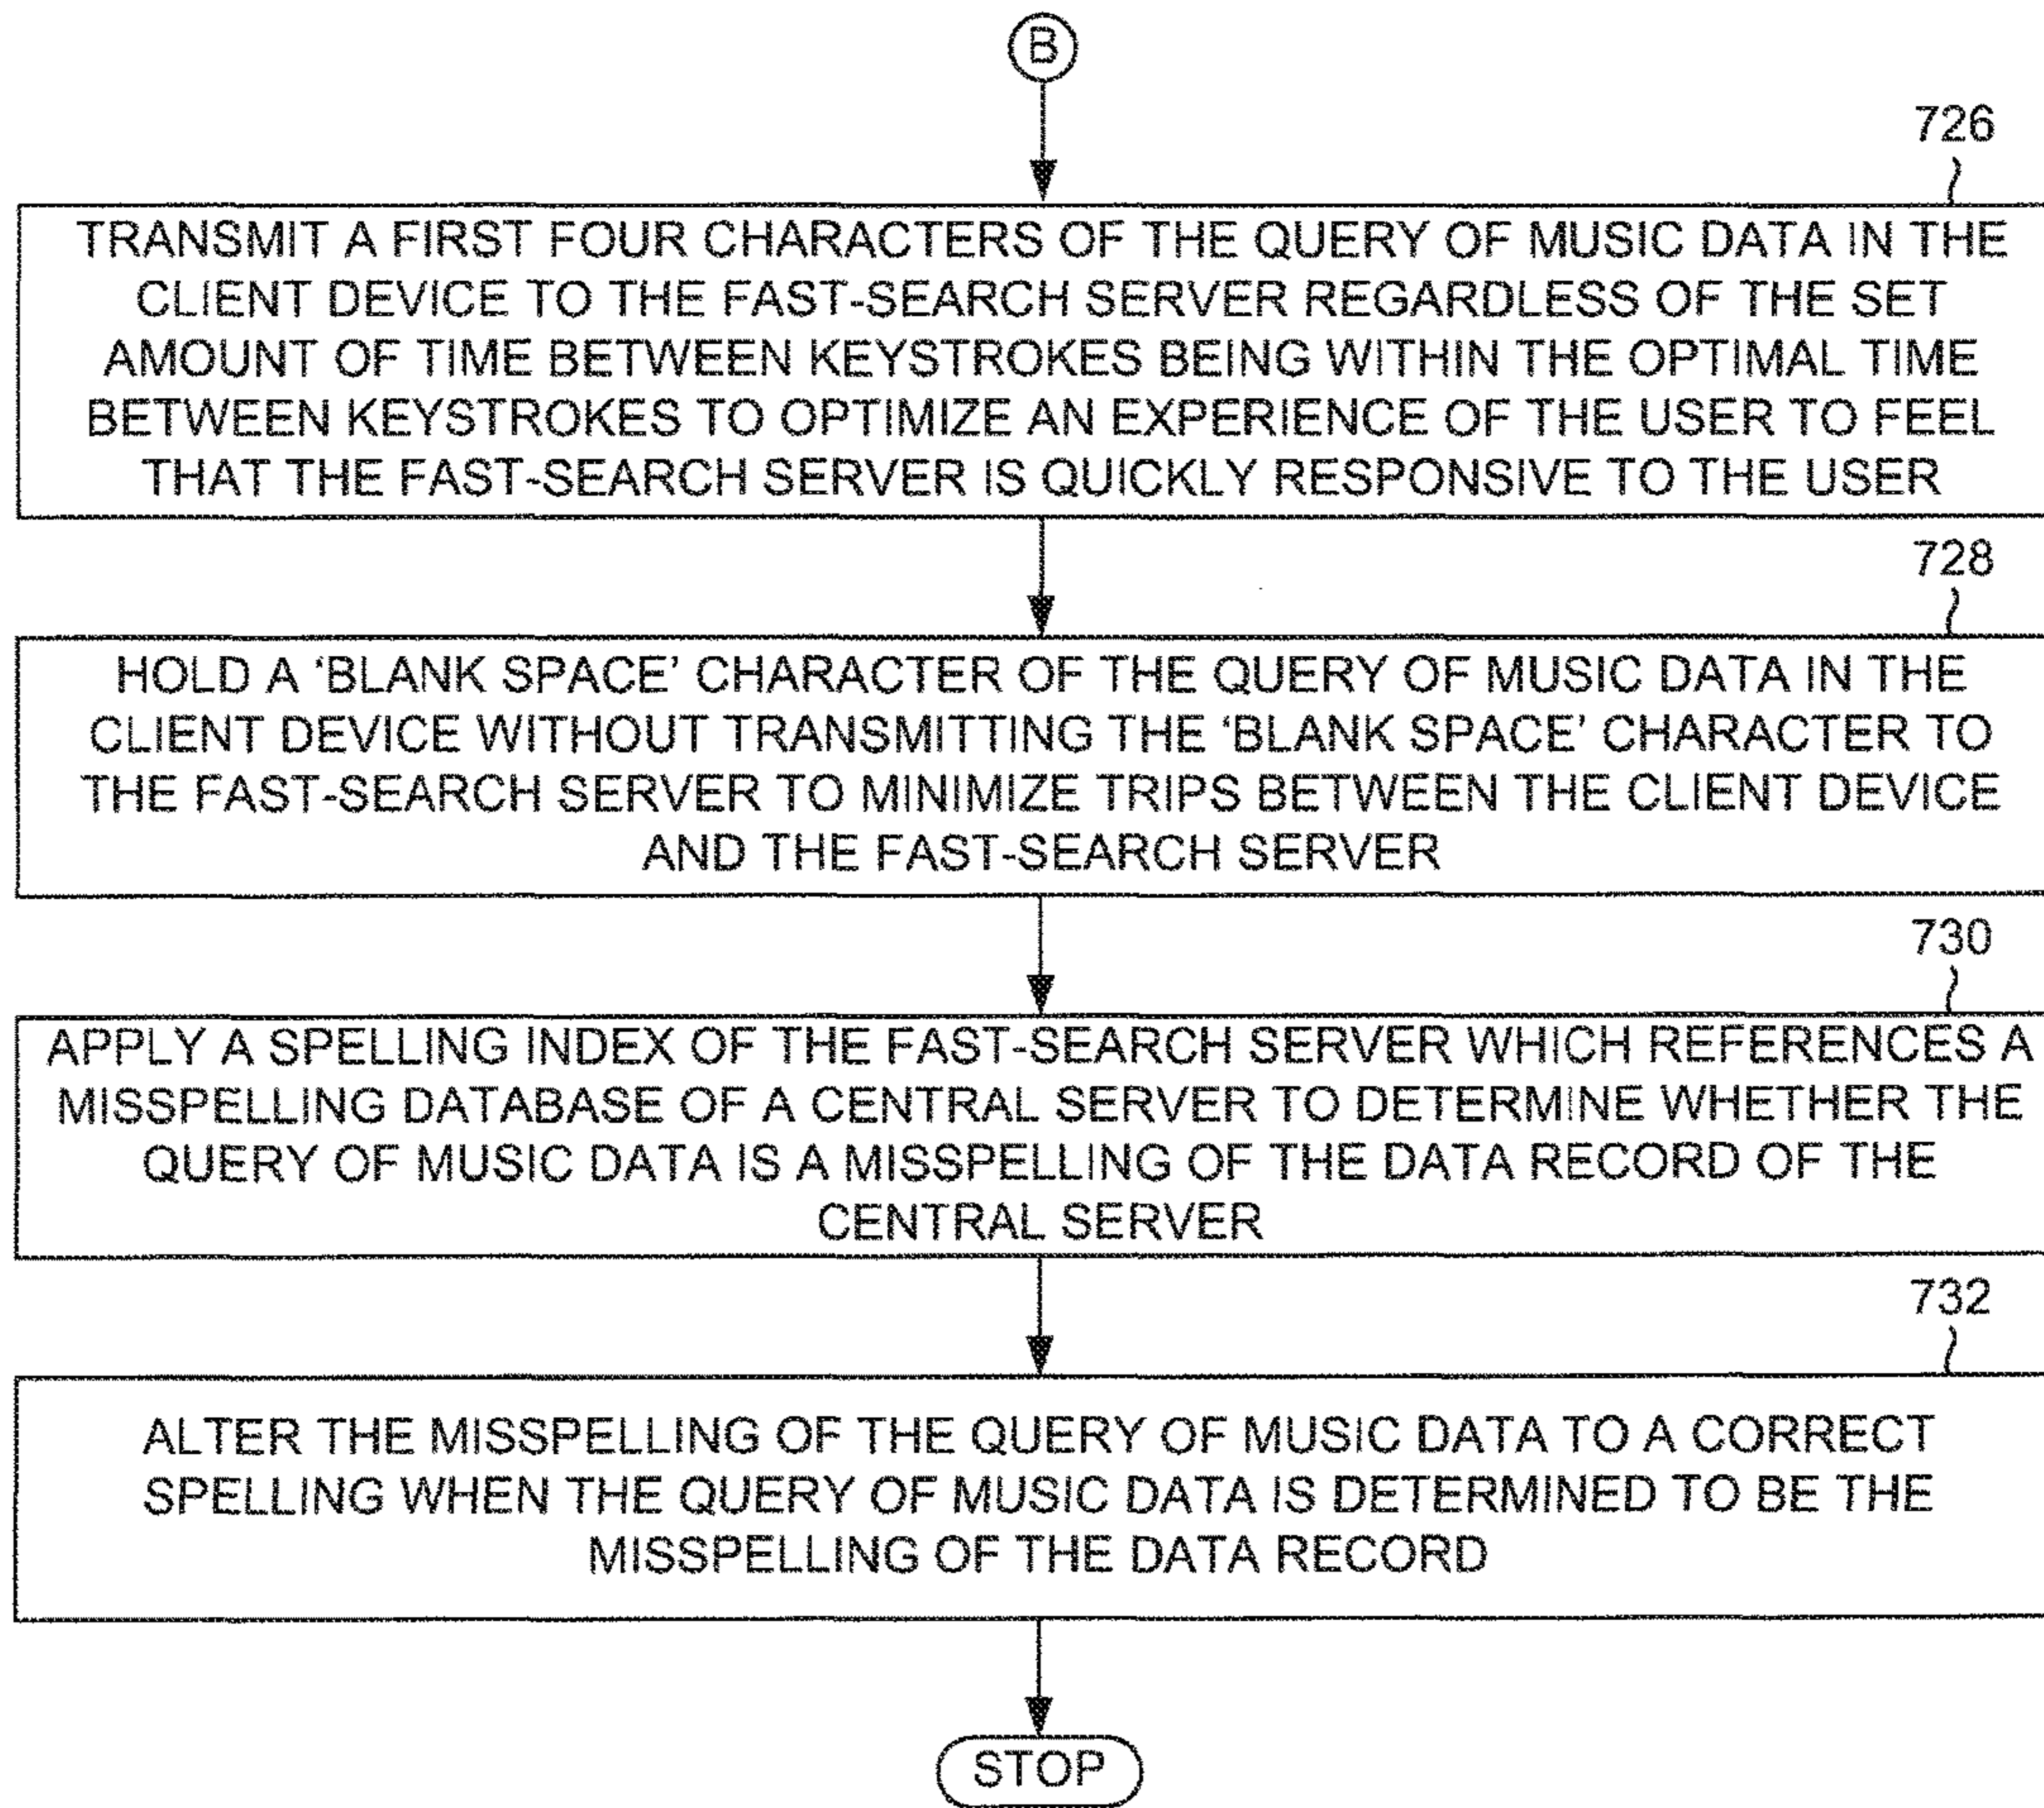 B
726
TRANSMIT A FIRST FOUR CHARACTERS OF THE QUERY OF MUSIC DATA IN THE
CLIENT DEVICE TO THE FAST-SEARCH SERVER REGARDLESS OF THE SET
AMOUNT OF TIME BETWEEN KEYSTROKES BEING WITHIN THE OPTIMAL TIME
BETWEEN KEYSTROKES TO OPTIMIZE AN EXPERIENCE OF THE USER TO FEEL
THAT THE FAST-SEARCH SERVER IS QUICKLY RESPONSIVE TO THE USER
728
HOLD A ‘BLANK SPACE’ CHARACTER OF THE QUERY OF MUSIC DATA IN THE
CLIENT DEVICE WITHOUT TRANSMITTING THE ‘BLANK SPACE’ CHARACTER TO
THE FAST-SEARCH SERVER TO MINIMIZE TRIPS BETWEEN THE CLIENT DEVICE
AND THE FAST-SEARCH SERVER
730
APPLY A SPELLING INDEX OF THE FAST-SEARCH SERVER WHICH REFERENCES A
MISSPELLING DATABASE OF A CENTRAL SERVER TO DETERMINE WHETHER THE
QUERY OF MUSIC DATA IS A MISSPELLING OF THE DATA RECORD OF THE
CENTRAL SERVER
732
ALTER THE MISSPELLING OF THE QUERY OF MUSIC DATA TO A CORRECT
SPELLING WHEN THE QUERY OF MUSIC DATA IS DETERMINED TO BE THE
MISSPELLING OF THE DATA RECORD
STOP